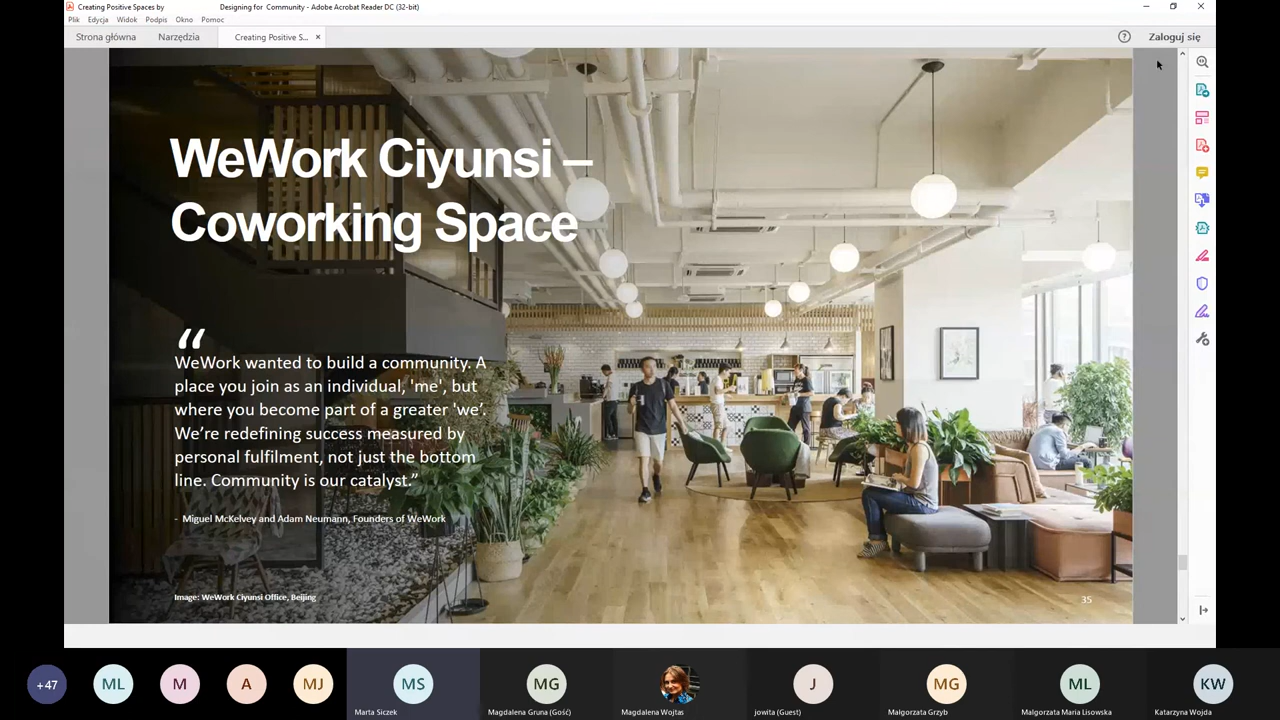 Creating Positive Spaces by Designing for Community - Adobe Acrobat Reader DC (32-bit)
Plik Edycja Widok Podpis Okno Pomoc
Strona główna Narzędzia Creating Positive S... × Zaloguj się
WeWork Ciyunsi –
Coworking Space
“
WeWork wanted to build a community. A
place you join as an individual, 'me', but
where you become part of a greater 'we’.
We’re redefining success measured by
personal fulfilment, not just the bottom
line. Community is our catalyst.”
- Miguel McKelvey and Adam Neumann, Founders of WeWork
Image: WeWork Ciyunsi Office, Beijing
35
+47 ML M A MJ MS MG J MG ML KW
Marta Siczek Magdalena Gruna (Gość) Magdalena Wojtas jowita (Guest) Malgorzata Grzyb Małgorzata Maria Lisowska Katarzyna Wojda